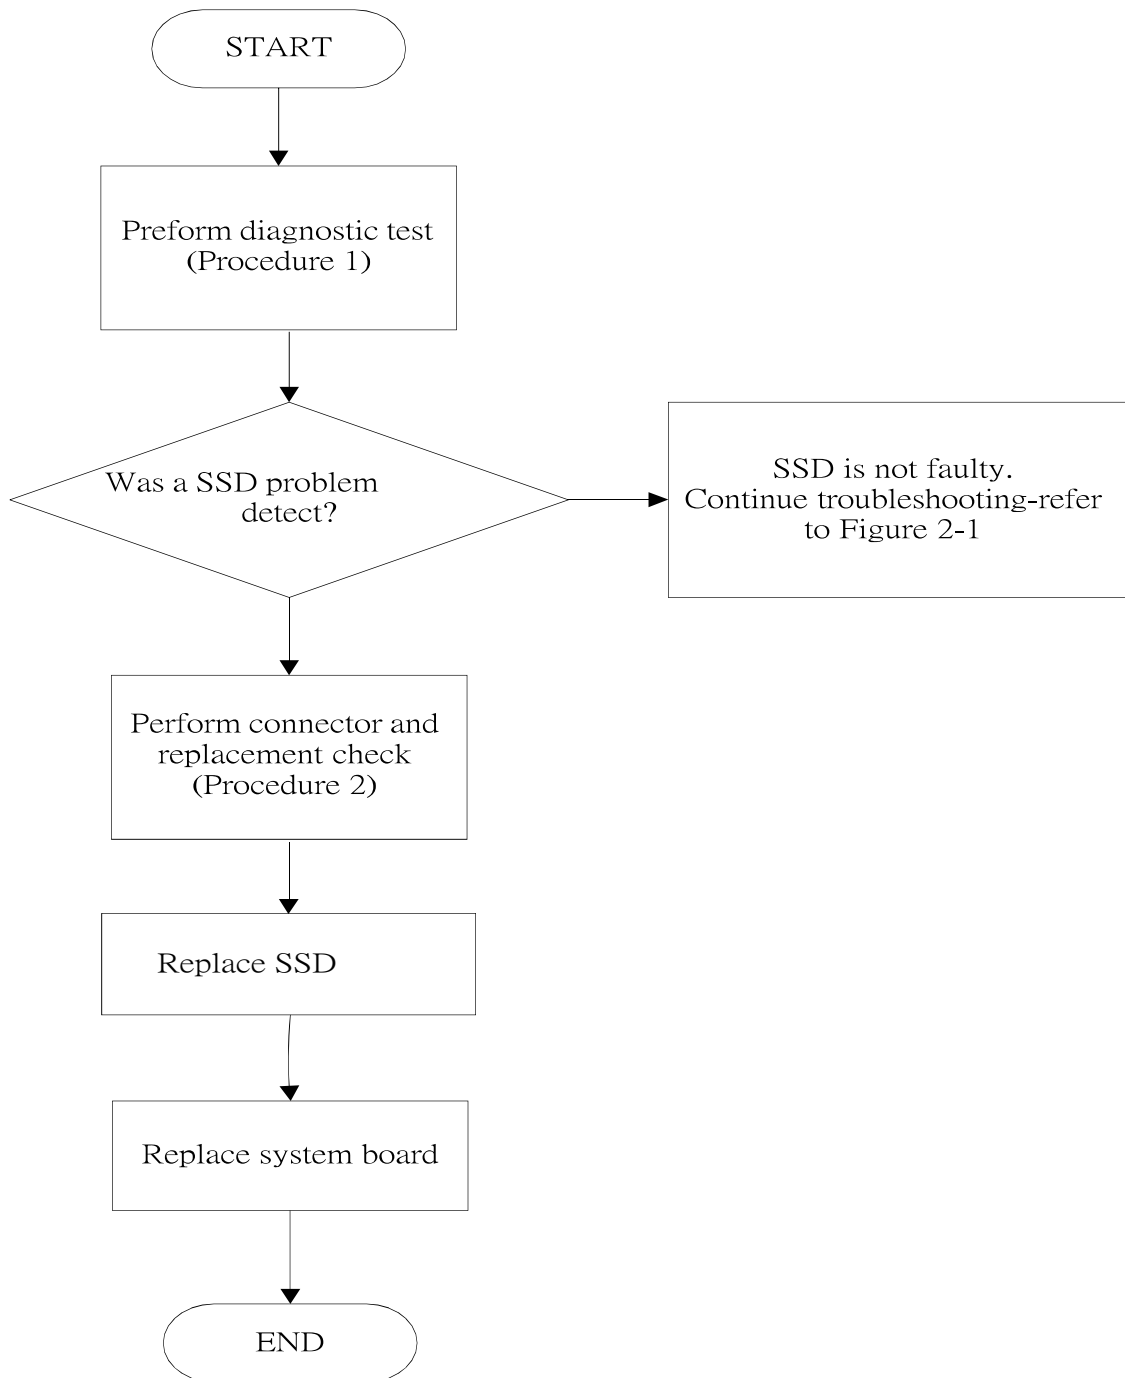 START
Preform diagnostic test
(Procedure 1)
Was a SSD problem
detect?
SSD is not faulty.
Continue troubleshooting-refer
to Figure 2-1
Perform connector and
replacement check
(Procedure 2)
Replace SSD
Replace system board
END